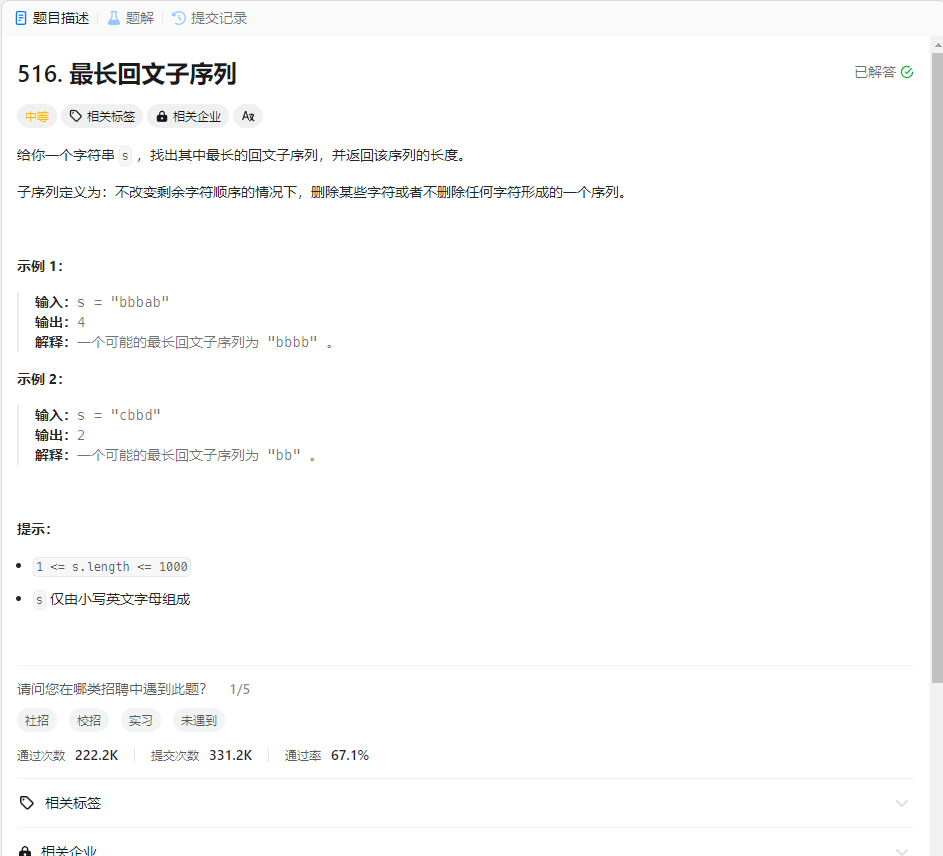 题目描述 题解 提交记录
516. 最长回文子序列 已解答
中等 相关标签 相关企业 Aあ
给你一个字符串 s ，找出其中最长的回文子序列，并返回该序列的长度。
子序列定义为：不改变剩余字符顺序的情况下，删除某些字符或者不删除任何字符形成的一个序列。
示例 1：
输入：s = "bbbab"
输出：4
解释：一个可能的最长回文子序列为 "bbbb" 。
示例 2：
输入：s = "cbbd"
输出：2
解释：一个可能的最长回文子序列为 "bb" 。
提示：
1 <= s.length <= 1000
s 仅由小写英文字母组成
请问您在哪类招聘中遇到此题？ 1/5
社招 校招 实习 未遇到
通过次数 222.2K 提交次数 331.2K 通过率 67.1%
相关标签
相关企业